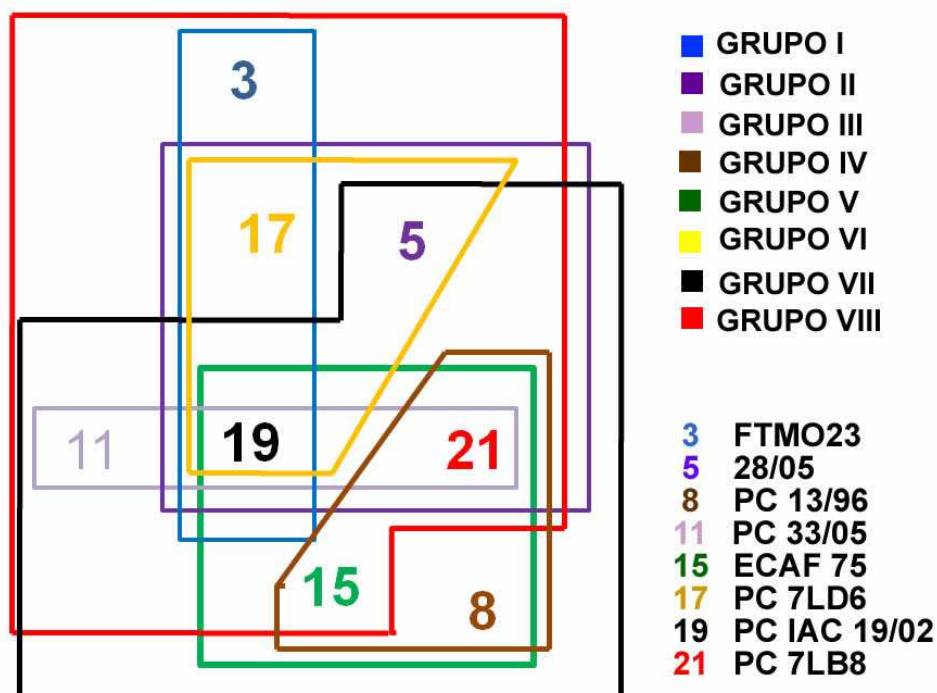 3
17
5
11
19
21
15
8
GRUPO I
GRUPO II
GRUPO III
GRUPO IV
GRUPO V
GRUPO VI
GRUPO VII
GRUPO VIII
3 FTMO23
5 28/05
8 PC 13/96
11 PC 33/05
15 ECAF 75
17 PC 7LD6
19 PC IAC 19/02
21 PC 7LB8